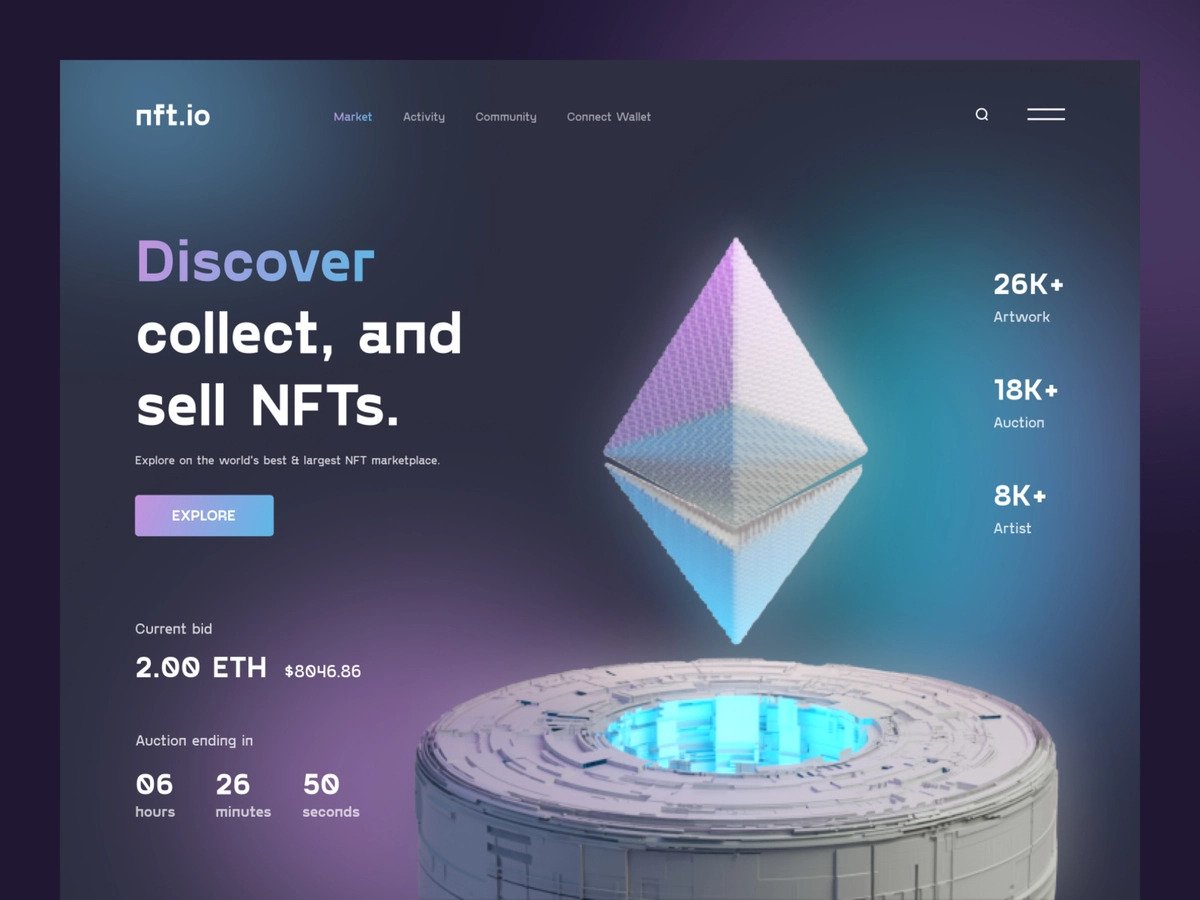 nft.io
Market Activity Community Connect Wallet
Discover
collect, and
sell NFTs.
Explore on the world's best & largest NFT marketplace.
EXPLORE
Current bid
2.00 ETH $8046.86
Auction ending in
06 26 50
hours minutes seconds
26K+
Artwork
18K+
Auction
8K+
Artist